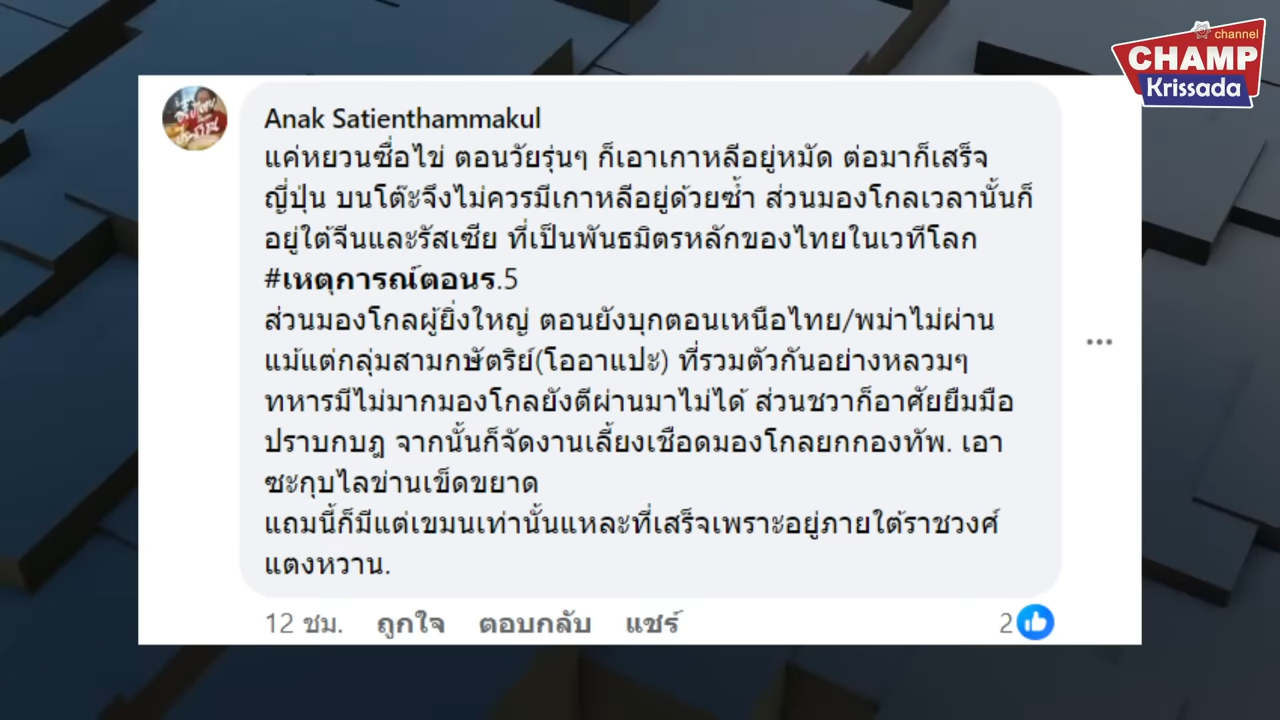 channel
CHAMP
Krissada
Anak Satienthammakul
แค่หยวนซื่อไข่ ตอนวัยรุ่นๆ ก็เอาเกาหลีอยู่หมัด ต่อมาก็เสร็จ
ญี่ปุ่น บนโต๊ะจึงไม่ควรมีเกาหลีอยู่ด้วยซ้ำ ส่วนมองโกลเวลานั้นก็
อยู่ใต้จีนและรัสเซีย ที่เป็นพันธมิตรหลักของไทยในเวทีโลก
#เหตุการณ์ตอนร.5
ส่วนมองโกลผู้ยิ่งใหญ่ ตอนยังบุกตอนเหนือไทย/พม่าไม่ผ่าน
แม้แต่กลุ่มสามกษัตริย์(โออาแปะ) ที่รวมตัวกันอย่างหลวมๆ
ทหารมีไม่มากมองโกลยังตีผ่านมาไม่ได้ ส่วนชวาก็อาศัยยืมมือ
ปราบกบฎ จากนั้นก็จัดงานเลี้ยงเชือดมองโกลยกกองทัพ. เอา
ซะกุบไลข่านเข็ดขยาด
แถมนี้ก็มีแต่เขมนเท่านั้นแหละที่เสร็จเพราะอยู่ภายใต้ราชวงศ์
แตงหวาน.
12 ชม. ถูกใจ ตอบกลับ แชร์ 2